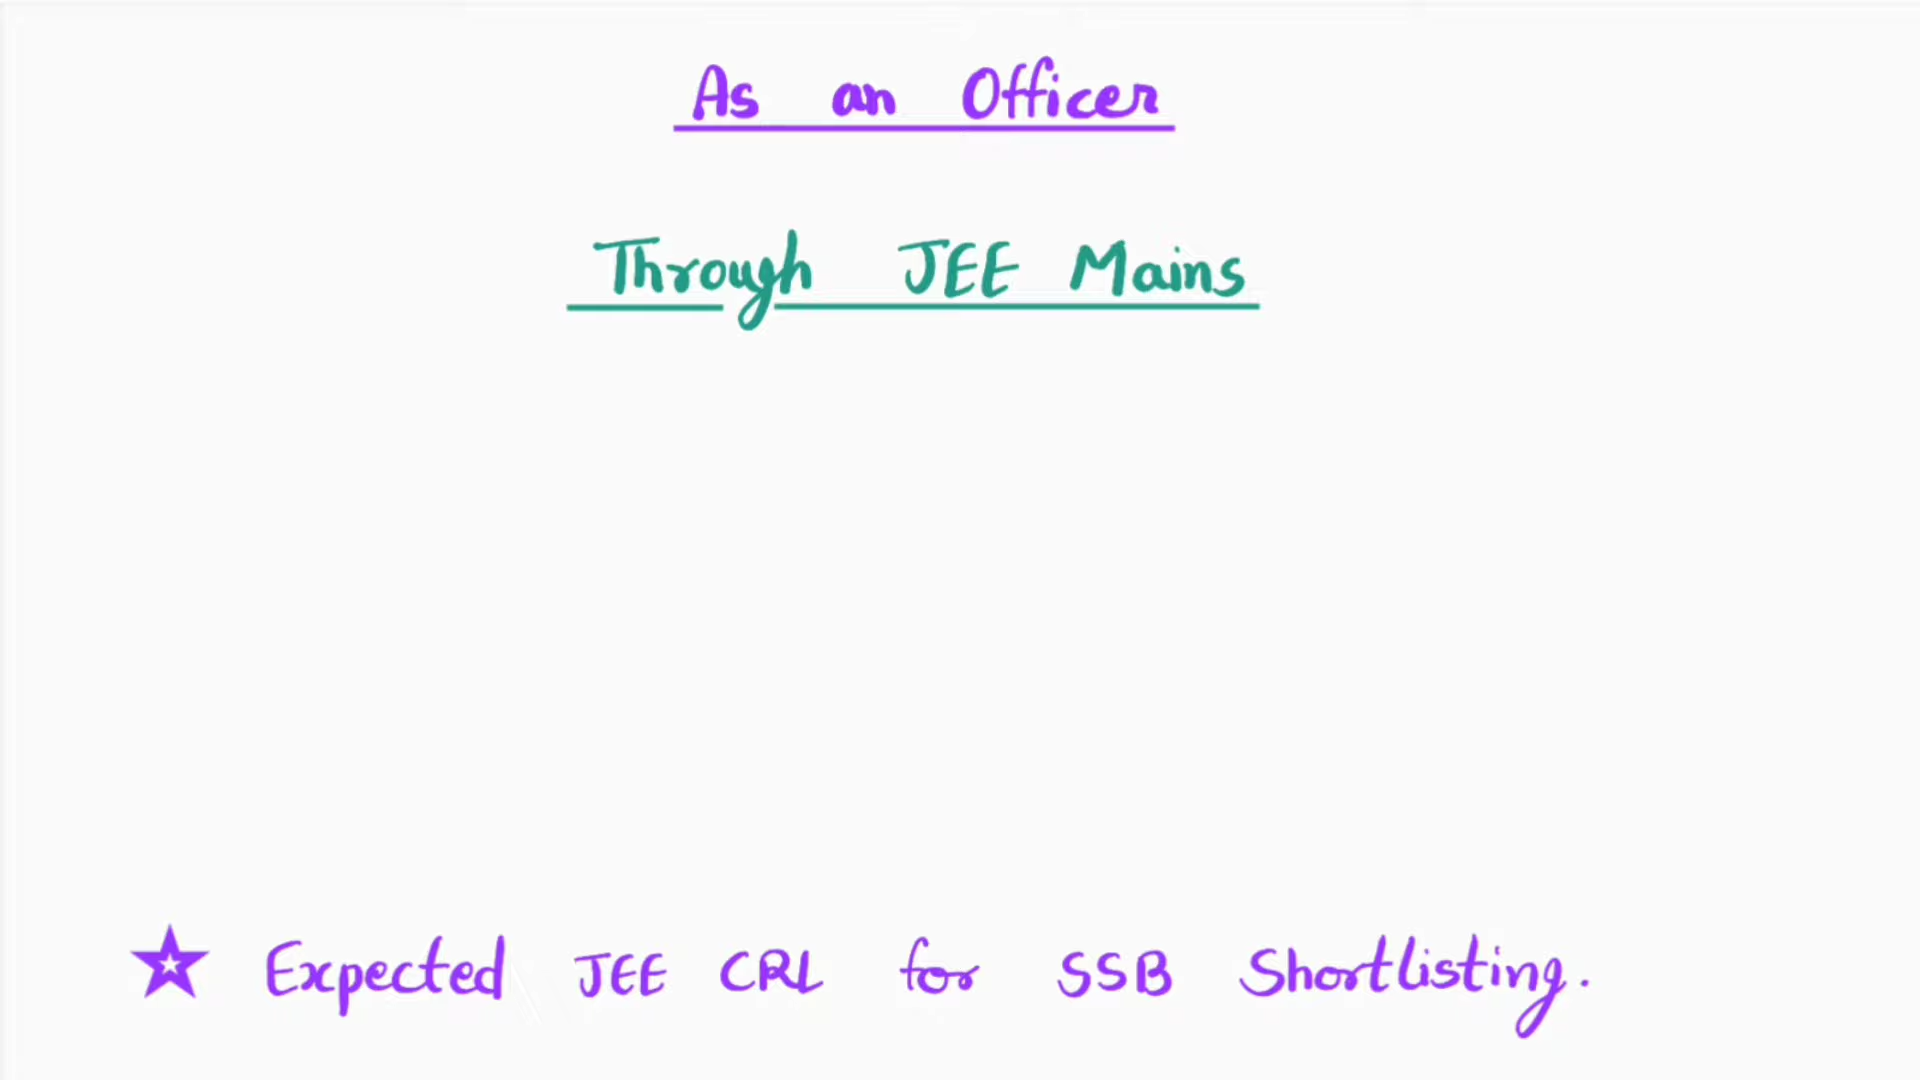 As an Officer
Through JEE Mains
Expected JEE CRL for SSB Shortlisting.